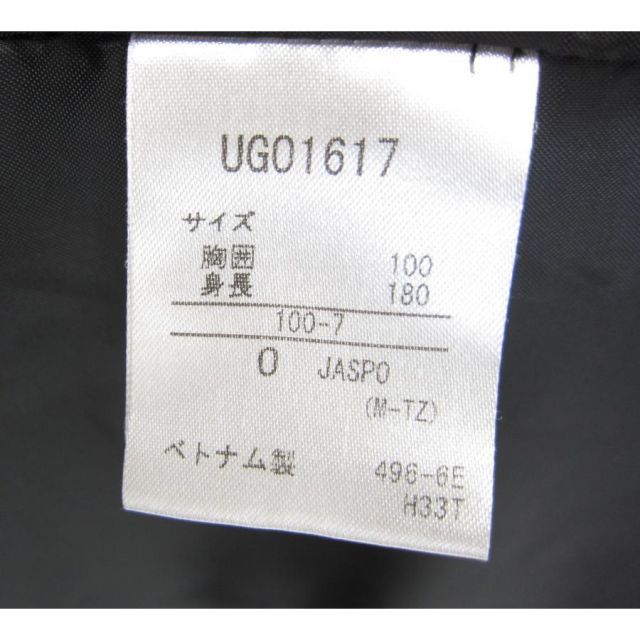 UG01617
サイズ
胸囲 100
身長 180
100-7
O JASPO
(M-TZ)
ベトナム製 496-6E
H33T